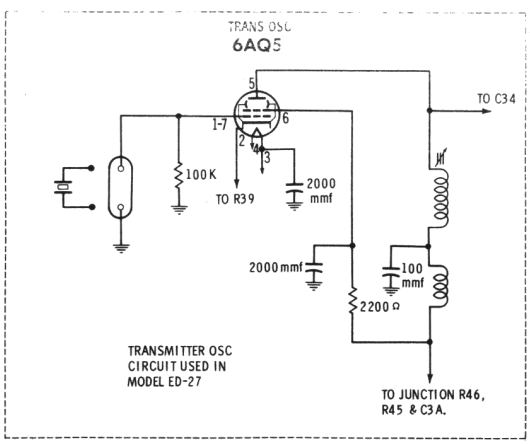 TRANS OSC
6AQ5
5
TO C34
1-7
6
2
4
3
100K
2000
mmf
TO R39
2000mmf
100
mmf
2200Ω
TRANSMITTER OSC
CIRCUIT USED IN
MODEL ED-27
TO JUNCTION R46,
R45 & C3A.